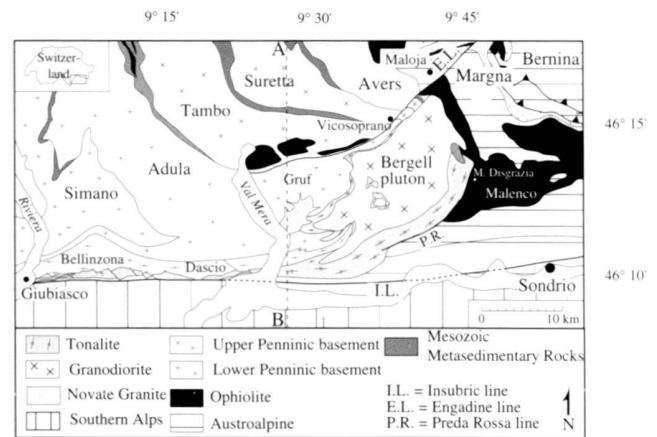 9° 15' 9° 30' 9° 45'
Switzer-
land
A
Maloja
E.L.
Bernina
Margna
Suretta
Avers
Tambo
Vicosoprano
46° 15'
Adula
Gruf
Bergell
pluton
M. Disgrazia
Malenco
Simano
Riviera
Val Mera
P.R.
Bellinzona
Dascio
Giubiasco
I.L.
Sondrio
46° 10'
B
0 10 km
Tonalite
Upper Penninic basement
Mesozoic
Metasedimentary Rocks
Granodiorite
Lower Penninic basement
Novate Granite
Ophiolite
Southern Alps
Austroalpine
I.L. = Insubric line
E.L. = Engadine line
P.R. = Preda Rossa line
N